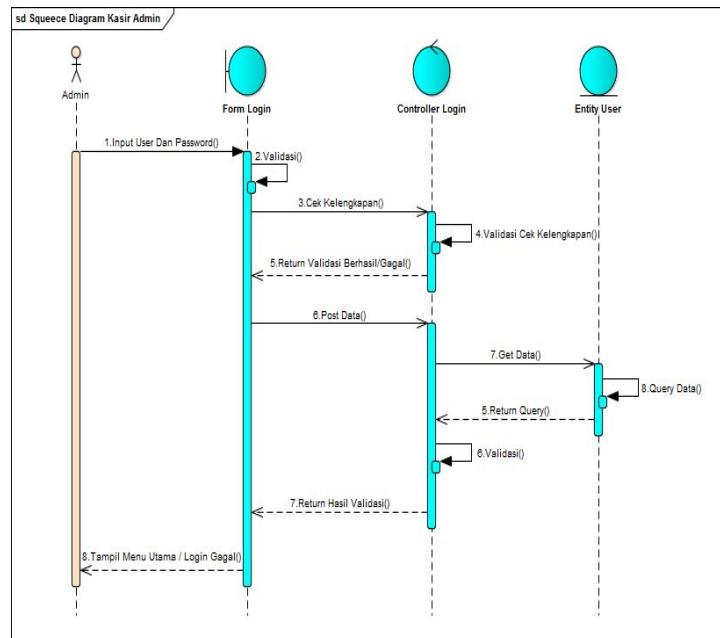 sd Squeece Diagram Kasir Admin
Admin
Form Login
Controller Login
Entity User
1.Input User Dan Password()
2.Validasi()
3.Cek Kelengkapan()
4.Validasi Cek Kelengkapan()
5.Return Validasi Berhasil/Gagal()
6.Post Data()
7.Get Data()
8.Query Data()
5.Return Query()
6.Validasi()
7.Return Hasil Validasi()
8.Tampil Menu Utama / Login Gagal()